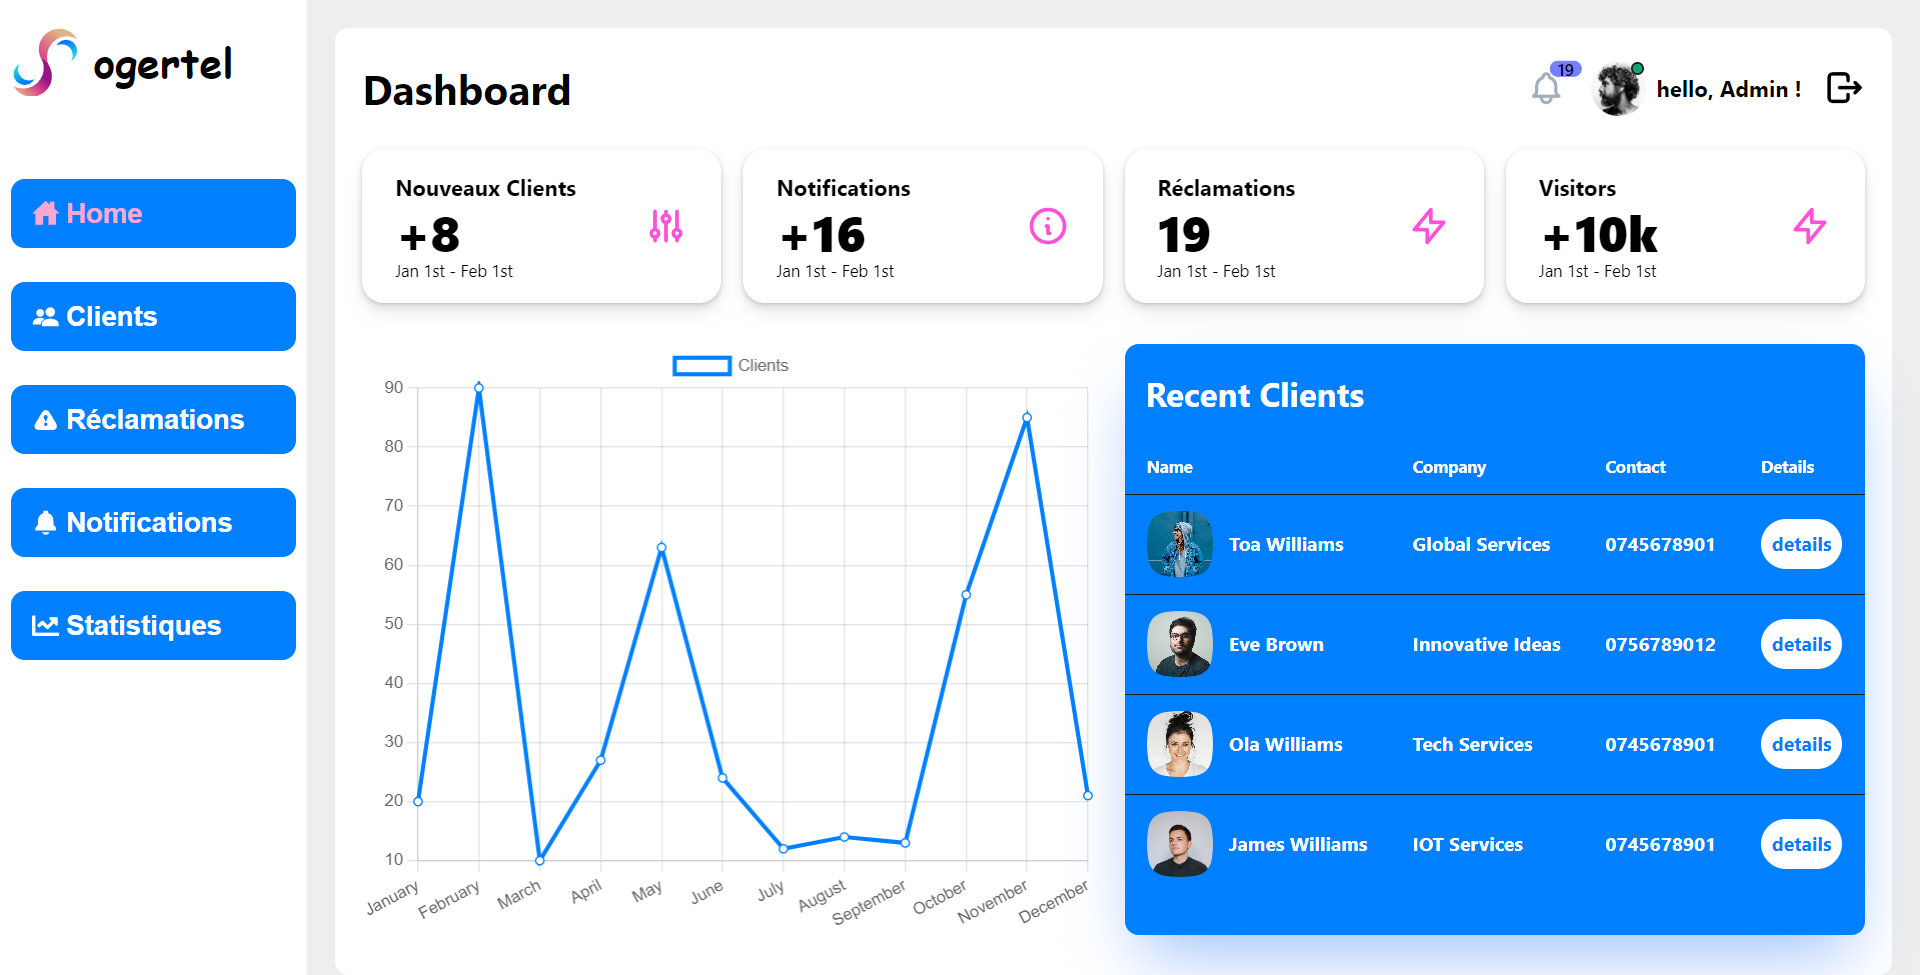 ogertel
Home
Clients
Réclamations
Notifications
Statistiques
Dashboard
19
hello, Admin !
Nouveaux Clients
+8
Jan 1st - Feb 1st
Notifications
+16
Jan 1st - Feb 1st
Réclamations
19
Jan 1st - Feb 1st
Visitors
+10k
Jan 1st - Feb 1st
Clients
90
80
70
60
50
40
30
20
10
January February March April May June July August September October November December
Recent Clients
Name Company Contact Details
Toa Williams Global Services 0745678901 details
Eve Brown Innovative Ideas 0756789012 details
Ola Williams Tech Services 0745678901 details
James Williams IOT Services 0745678901 details